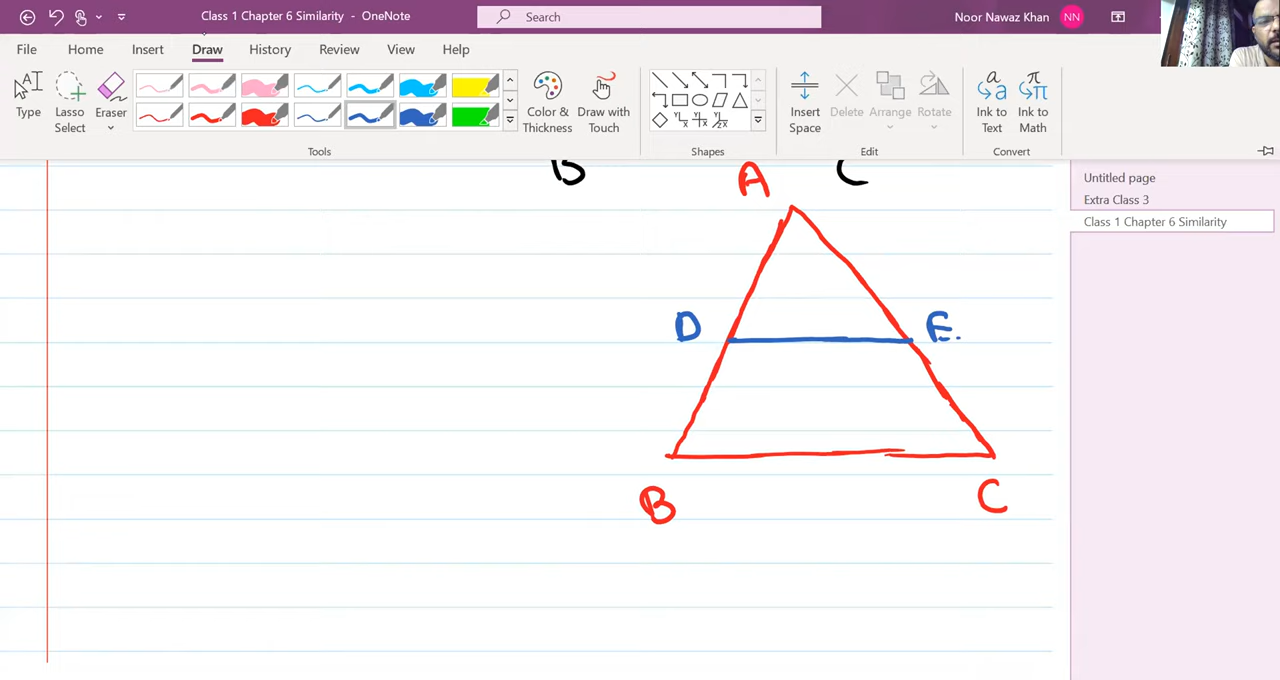 Class 1 Chapter 6 Similarity - OneNote
Search
Noor Nawaz Khan
NN
File Home Insert Draw History Review View Help
Type
Lasso Select
Eraser
Color & Thickness
Draw with Touch
Insert Space
Delete
Arrange
Rotate
Ink to Text
Ink to Math
Tools
Shapes
Edit
Convert
Untitled page
Extra Class 3
Class 1 Chapter 6 Similarity
B C
A
D E.
B C